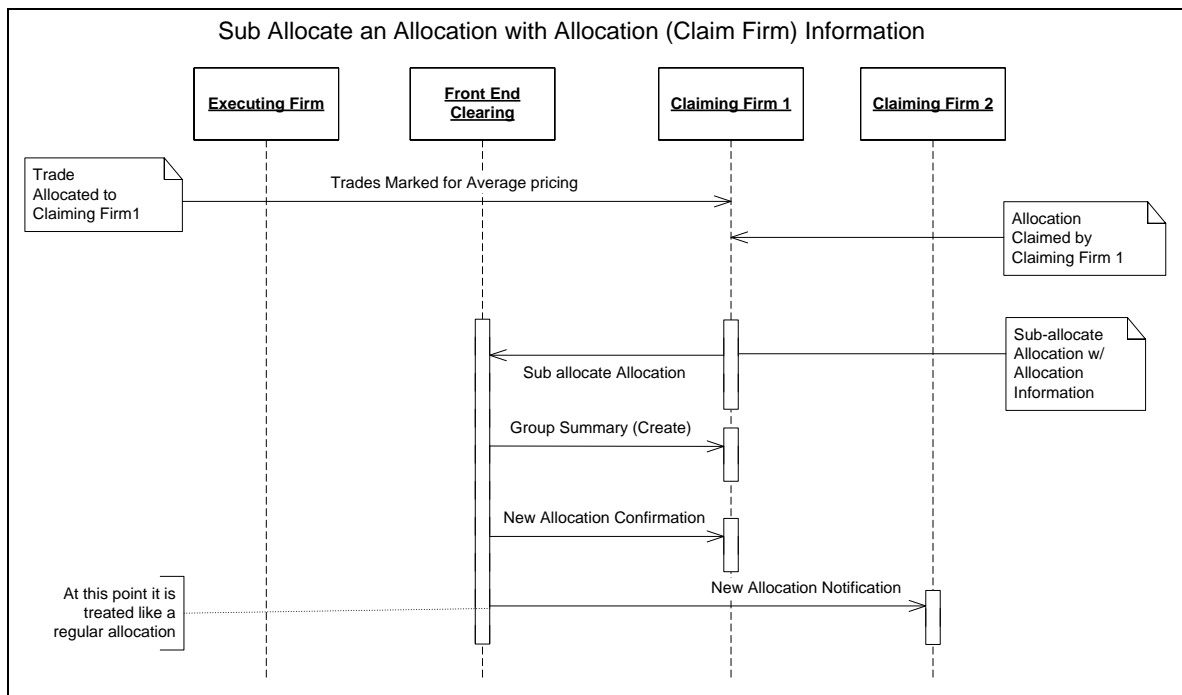 Sub Allocate an Allocation with Allocation (Claim Firm) Information
Executing Firm
Front End
Clearing
Claiming Firm 1
Claiming Firm 2
Trade
Allocated to
Claiming Firm1
Trades Marked for Average pricing
Allocation
Claimed by
Claiming Firm 1
Sub-allocate
Allocation w/
Allocation
Information
Sub allocate Allocation
Group Summary (Create)
New Allocation Confirmation
New Allocation Notification
At this point it is
treated like a
regular allocation